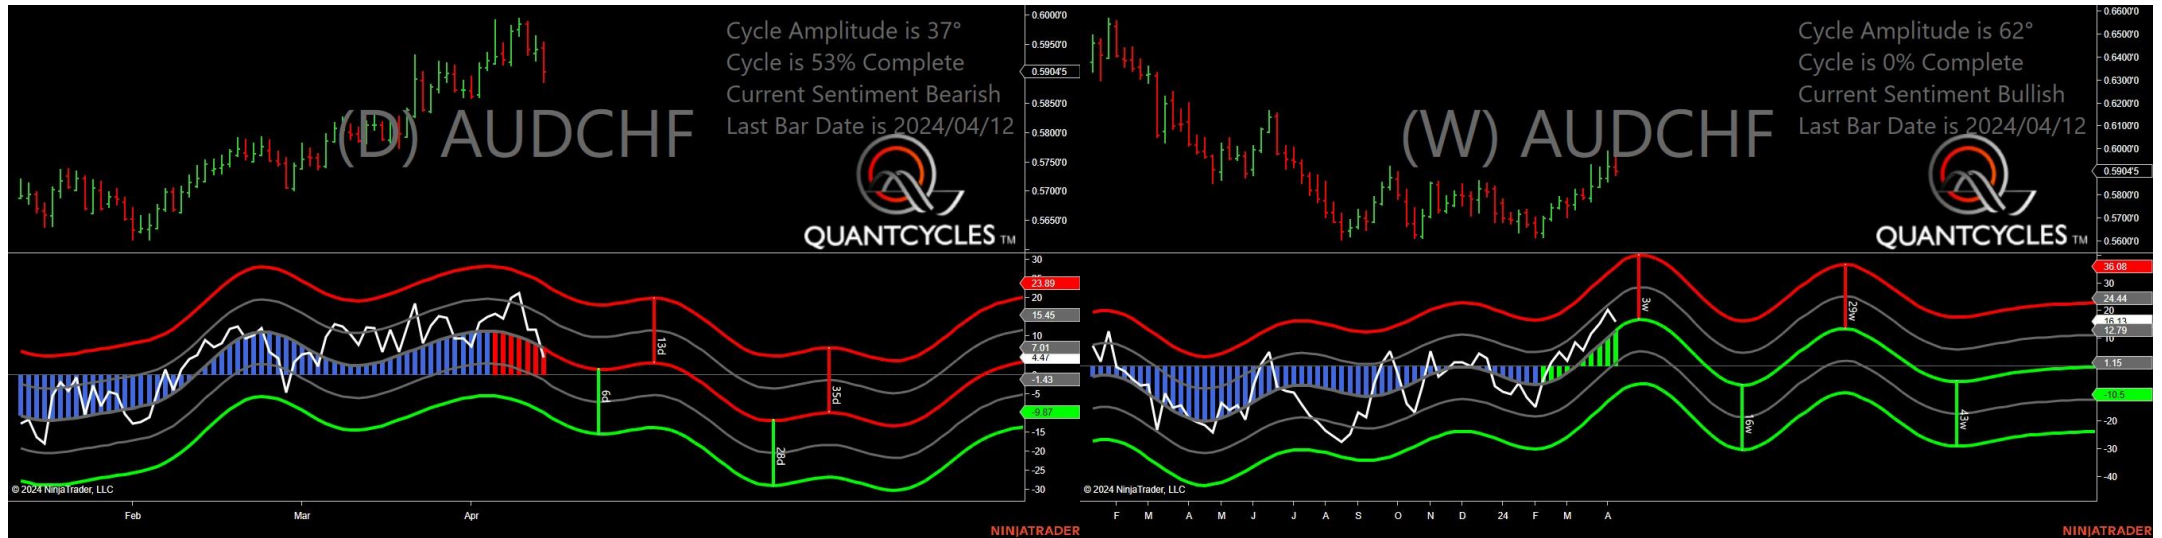 Cycle Amplitude is 37°
Cycle is 53% Complete
Current Sentiment Bearish
Last Bar Date is 2024/04/12
(D) AUDCHF
QUANTCYCLES TM
0.6000'0
0.5950'0
0.5904'5
0.5850'0
0.5800'0
0.5750'0
0.5700'0
0.5650'0
30
23.89
20
15.45
10
7.01
4.47
-1.43
-5
-9.87
-15
-20
-25
-30
6d
13d
28d
35d
© 2024 NinjaTrader, LLC
Feb Mar Apr
NINJATRADER
Cycle Amplitude is 62°
Cycle is 0% Complete
Current Sentiment Bullish
Last Bar Date is 2024/04/12
(W) AUDCHF
QUANTCYCLES TM
0.6600'0
0.6500'0
0.6400'0
0.6300'0
0.6200'0
0.6100'0
0.6000'0
0.5904'5
0.5800'0
0.5700'0
0.5600'0
36.08
30
24.44
20
16.13
12.79
10
1.15
-10.5
-20
-30
-40
3w
16w
29w
43w
© 2024 NinjaTrader, LLC
F M A M J J A S O N D 24 F M A
NINJATRADER